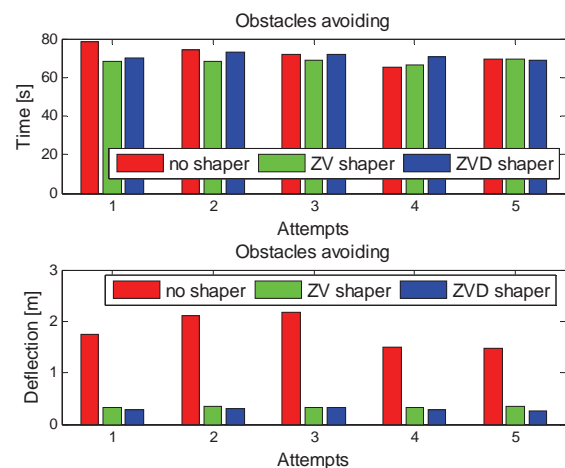 Obstacles avoiding
Time [s]
80
60
40
20
0
no shaper ZV shaper ZVD shaper
1 2 3 4 5
Attempts
Obstacles avoiding
Deflection [m]
3
2
1
0
no shaper ZV shaper ZVD shaper
1 2 3 4 5
Attempts